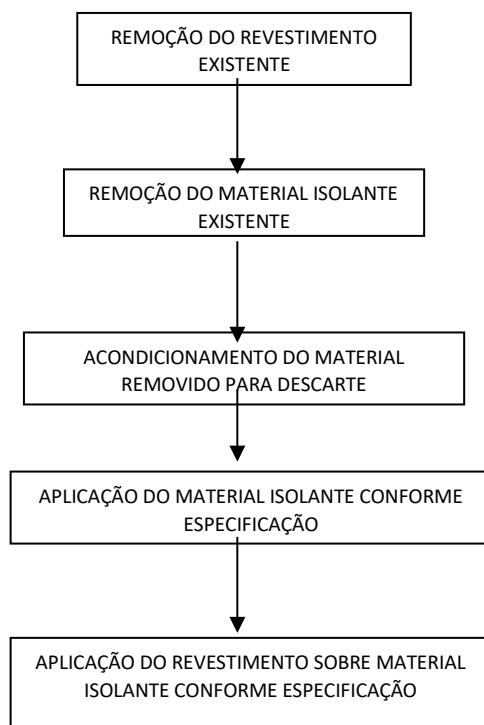 REMOÇÃO DO REVESTIMENTO
EXISTENTE
REMOÇÃO DO MATERIAL ISOLANTE
EXISTENTE
ACONDICIONAMENTO DO MATERIAL
REMOVIDO PARA DESCARTE
APLICAÇÃO DO MATERIAL ISOLANTE CONFORME
ESPECIFICAÇÃO
APLICAÇÃO DO REVESTIMENTO SOBRE MATERIAL
ISOLANTE CONFORME ESPECIFICAÇÃO